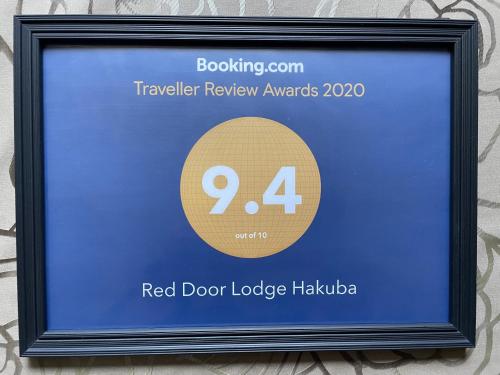 Booking.com
Traveller Review Awards 2020
9.4
out of 10
Red Door Lodge Hakuba